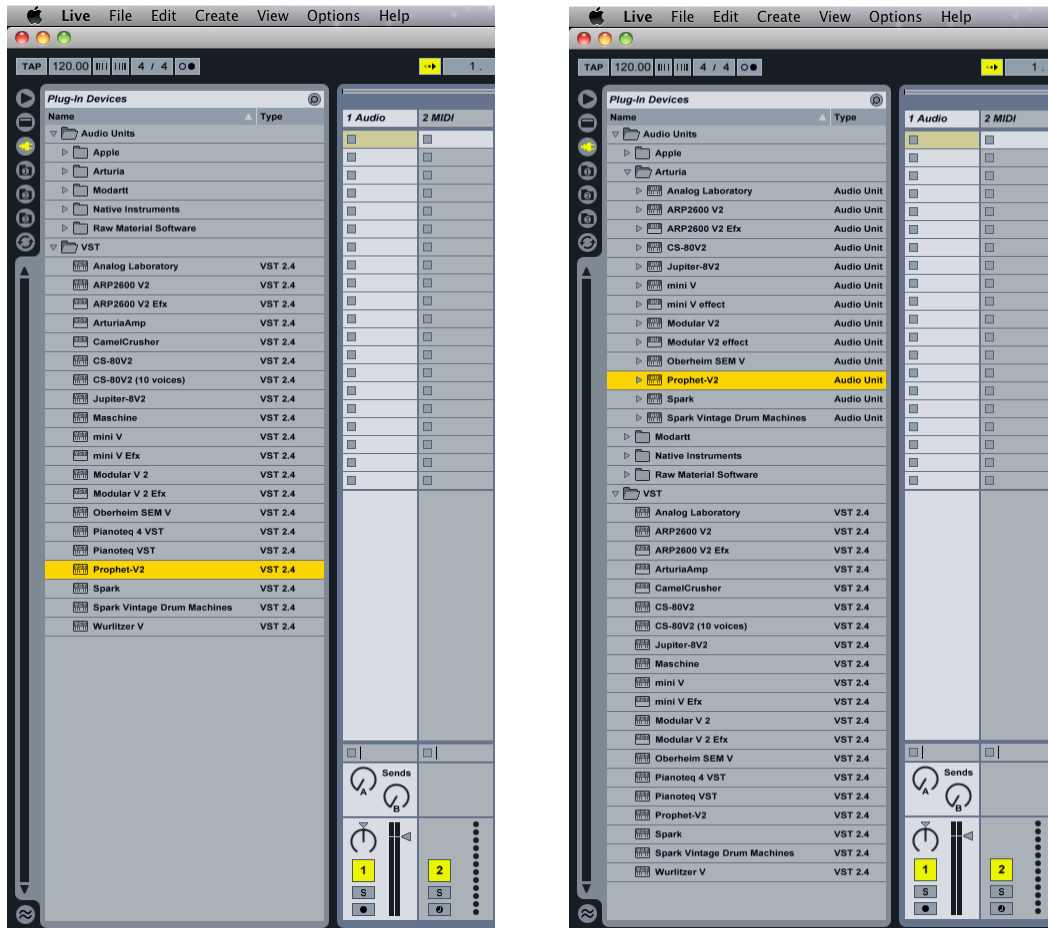 Live File Edit Create View Options Help
TAP 120.00 4 / 4 1 .
Plug-In Devices
Name Type
Audio Units
Apple
Arturia
Modartt
Native Instruments
Raw Material Software
VST
Analog Laboratory VST 2.4
ARP2600 V2 VST 2.4
ARP2600 V2 Efx VST 2.4
ArturiaAmp VST 2.4
CamelCrusher VST 2.4
CS-80V2 VST 2.4
CS-80V2 (10 voices) VST 2.4
Jupiter-8V2 VST 2.4
Maschine VST 2.4
mini V VST 2.4
mini V Efx VST 2.4
Modular V 2 VST 2.4
Modular V 2 Efx VST 2.4
Oberheim SEM V VST 2.4
Pianoteq 4 VST VST 2.4
Pianoteq VST VST 2.4
Prophet-V2 VST 2.4
Spark VST 2.4
Spark Vintage Drum Machines VST 2.4
Wurlitzer V VST 2.4
1 Audio 2 MIDI
Sends
A
B
1 2
S S
Live File Edit Create View Options Help
TAP 120.00 4 / 4 1 .
Plug-In Devices
Name Type
Audio Units
Apple
Arturia
Analog Laboratory Audio Unit
ARP2600 V2 Audio Unit
ARP2600 V2 Efx Audio Unit
CS-80V2 Audio Unit
Jupiter-8V2 Audio Unit
mini V Audio Unit
mini V effect Audio Unit
Modular V2 Audio Unit
Modular V2 effect Audio Unit
Oberheim SEM V Audio Unit
Prophet-V2 Audio Unit
Spark Audio Unit
Spark Vintage Drum Machines Audio Unit
Modartt
Native Instruments
Raw Material Software
VST
Analog Laboratory VST 2.4
ARP2600 V2 VST 2.4
ARP2600 V2 Efx VST 2.4
ArturiaAmp VST 2.4
CamelCrusher VST 2.4
CS-80V2 VST 2.4
CS-80V2 (10 voices) VST 2.4
Jupiter-8V2 VST 2.4
Maschine VST 2.4
mini V VST 2.4
mini V Efx VST 2.4
Modular V 2 VST 2.4
Modular V 2 Efx VST 2.4
Oberheim SEM V VST 2.4
Pianoteq 4 VST VST 2.4
Pianoteq VST VST 2.4
Prophet-V2 VST 2.4
Spark VST 2.4
Spark Vintage Drum Machines VST 2.4
Wurlitzer V VST 2.4
1 Audio 2 MIDI
Sends
A
B
1 2
S S